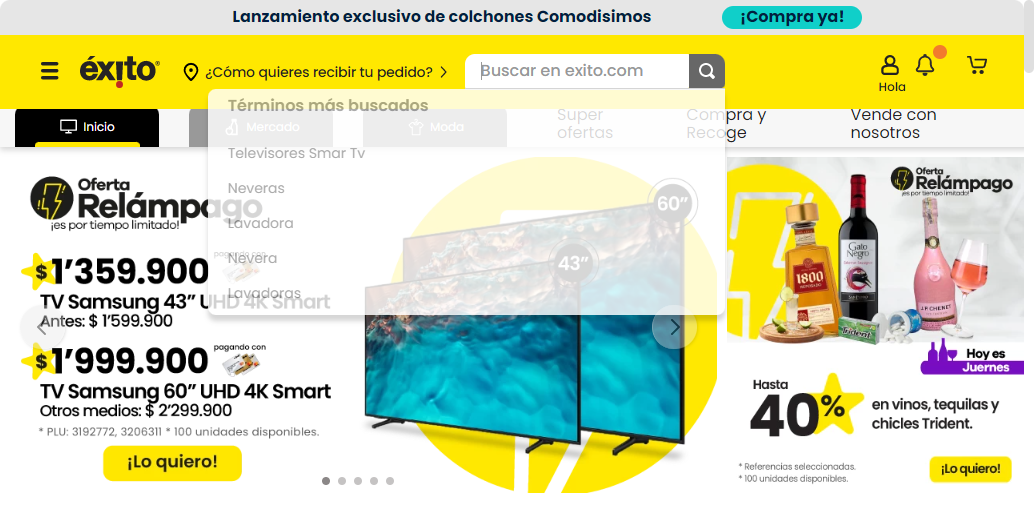 Lanzamiento exclusivo de colchones Comodisimos
¡Compra ya!
éxito
¿Cómo quieres recibir tu pedido?
Buscar en exito.com
Hola
Términos más buscados
Televisores Smar Tv
Neveras
Lavadora
Nevera
Lavadoras
Inicio
Mercado
Moda
Super
ofertas
Compra y
Recoge
Vende con
nosotros
Oferta
Relámpago
¡es por tiempo limitado!
$1'359.900
TV Samsung 43” UHD 4K Smart
Antes: $ 1'599.900
$1'999.900
pagando con
TV Samsung 60” UHD 4K Smart
Otros medios: $ 2'299.900
* PLU: 3192772, 3206311 * 100 unidades disponibles.
¡Lo quiero!
60”
43”
Oferta
Relámpago
¡es por tiempo limitado!
1800
Gato
Negro
J.P. CHENET
Trident
Hoy es
Juernes
Hasta
40%
en vinos, tequilas y
chicles Trident.
* Referencias seleccionadas.
* 100 unidades disponibles.
¡Lo quiero!